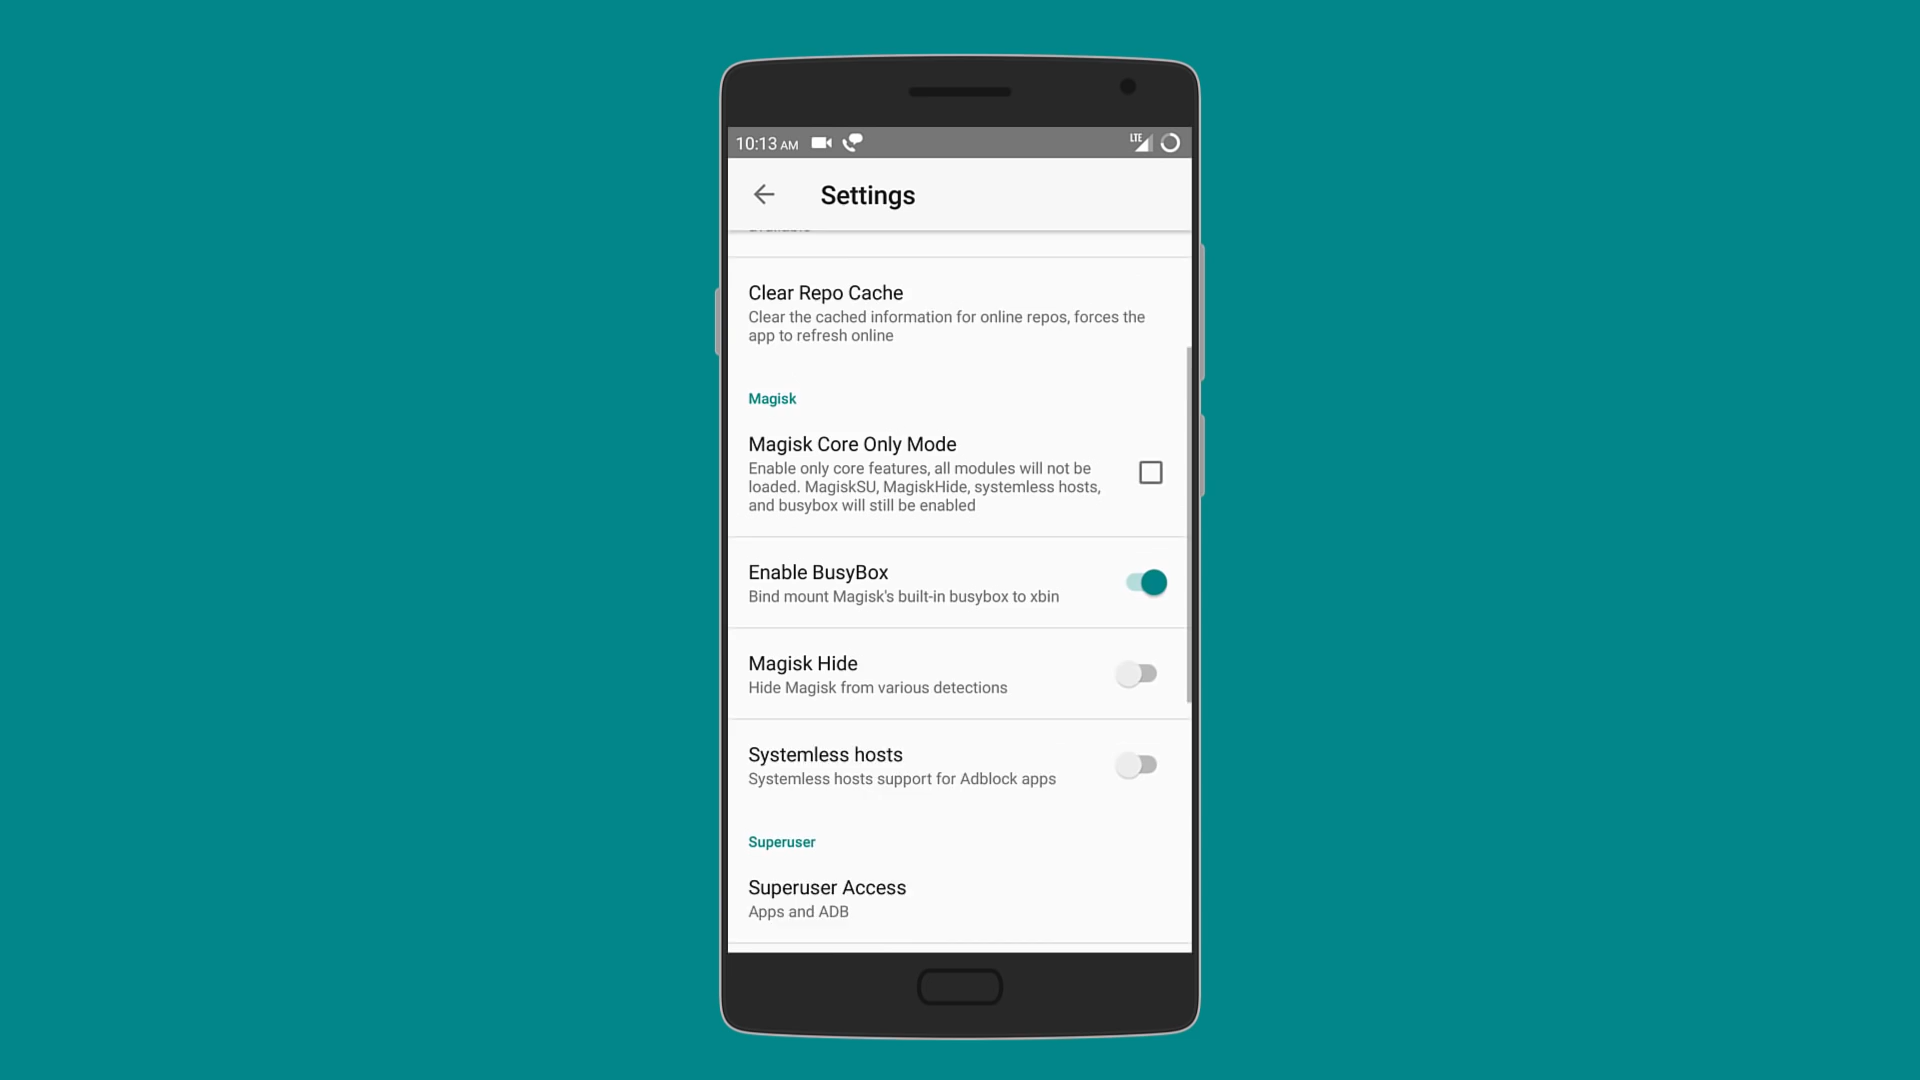 10:13 AM
LTE
Settings
Clear Repo Cache
Clear the cached information for online repos, forces the
app to refresh online
Magisk
Magisk Core Only Mode
Enable only core features, all modules will not be
loaded. MagiskSU, MagiskHide, systemless hosts,
and busybox will still be enabled
Enable BusyBox
Bind mount Magisk's built-in busybox to xbin
Magisk Hide
Hide Magisk from various detections
Systemless hosts
Systemless hosts support for Adblock apps
Superuser
Superuser Access
Apps and ADB